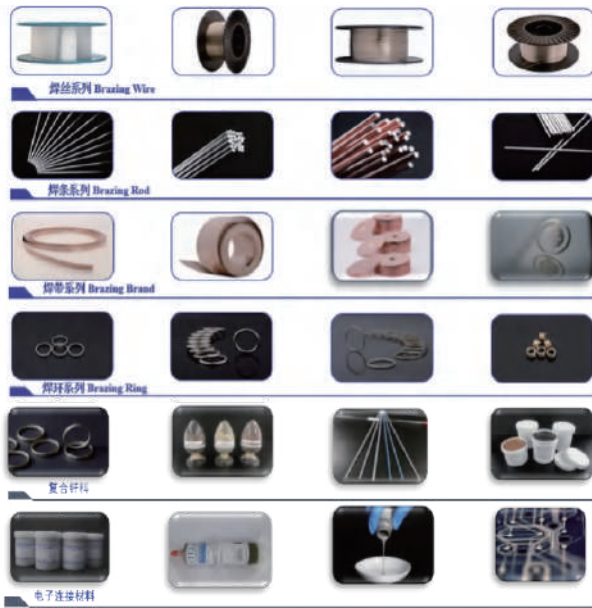 焊丝系列 Brazing Wire
焊条系列 Brazing Rod
焊带系列 Brazing Brand
焊环系列 Brazing Ring
复合钎料
电子连接材料